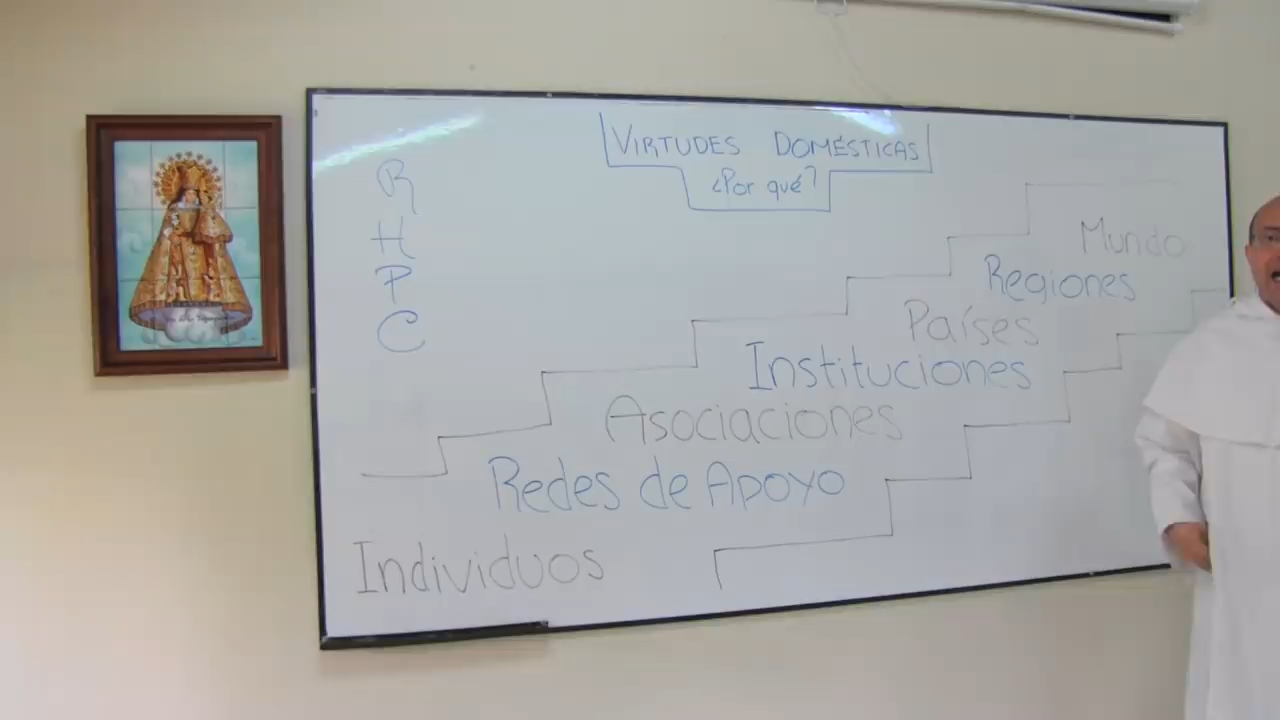 VIRTUDES DOMÉSTICAS
¿Por qué?
R
H
P
C
Mundo
Regiones
Países
Instituciones
Asociaciones
Redes de Apoyo
Individuos